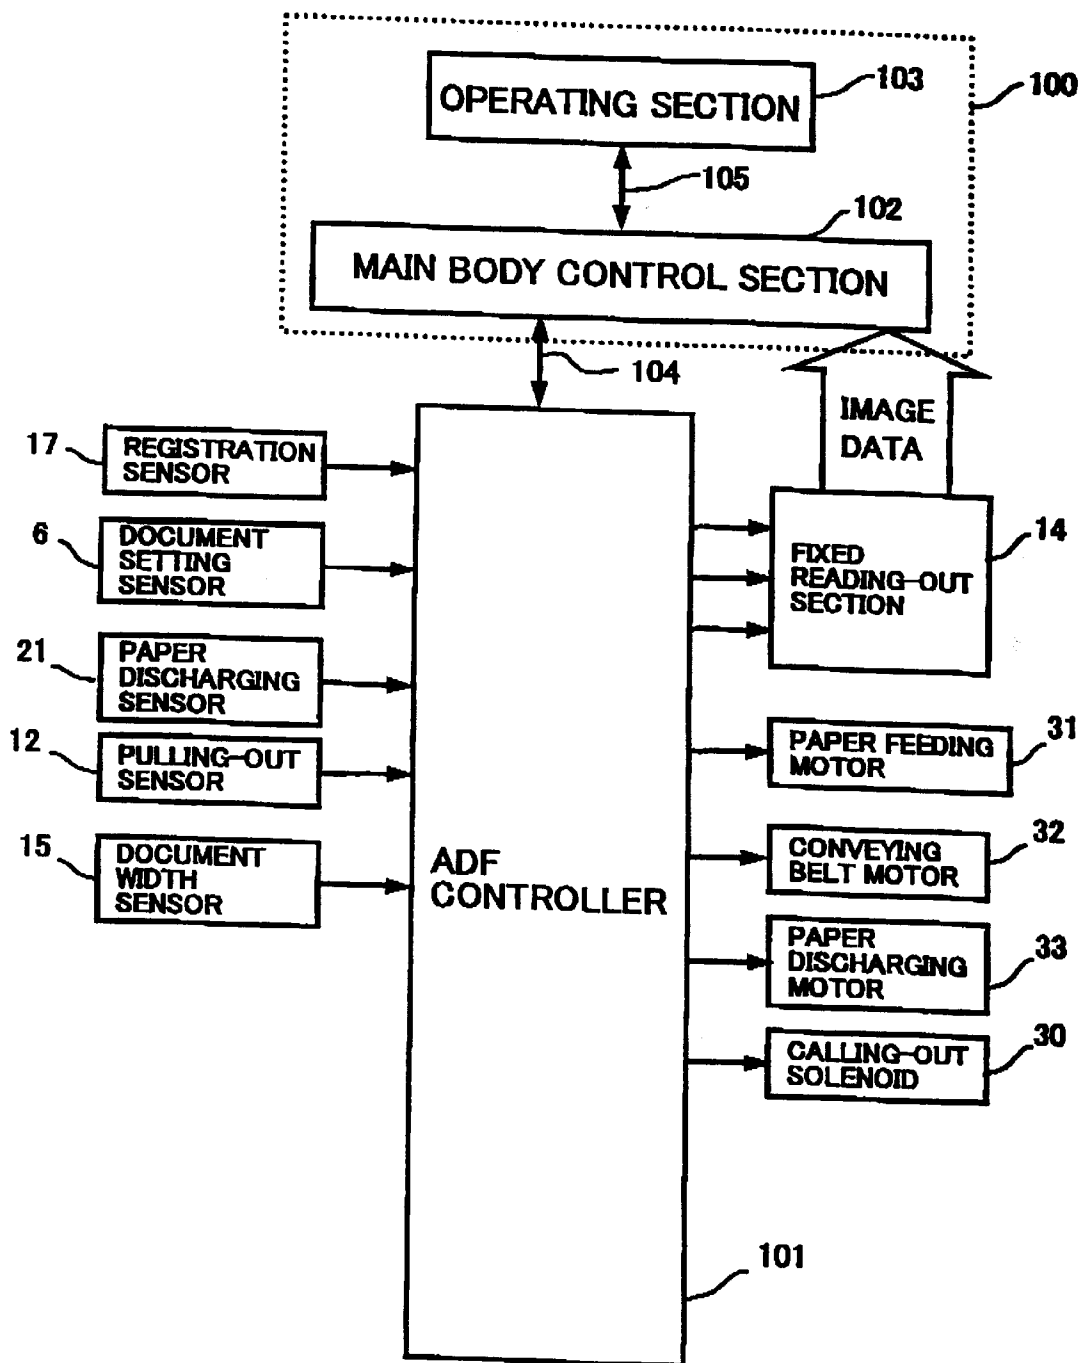 OPERATING SECTION
103
100
105
102
MAIN BODY CONTROL SECTION
104
IMAGE
DATA
17
REGISTRATION
SENSOR
6
DOCUMENT
SETTING
SENSOR
21
PAPER
DISCHARGING
SENSOR
12
PULLING-OUT
SENSOR
15
DOCUMENT
WIDTH
SENSOR
ADF
CONTROLLER
101
FIXED
READING-OUT
SECTION
14
PAPER FEEDING
MOTOR
31
CONVEYING
BELT MOTOR
32
PAPER
DISCHARGING
MOTOR
33
CALLING-OUT
SOLENOID
30